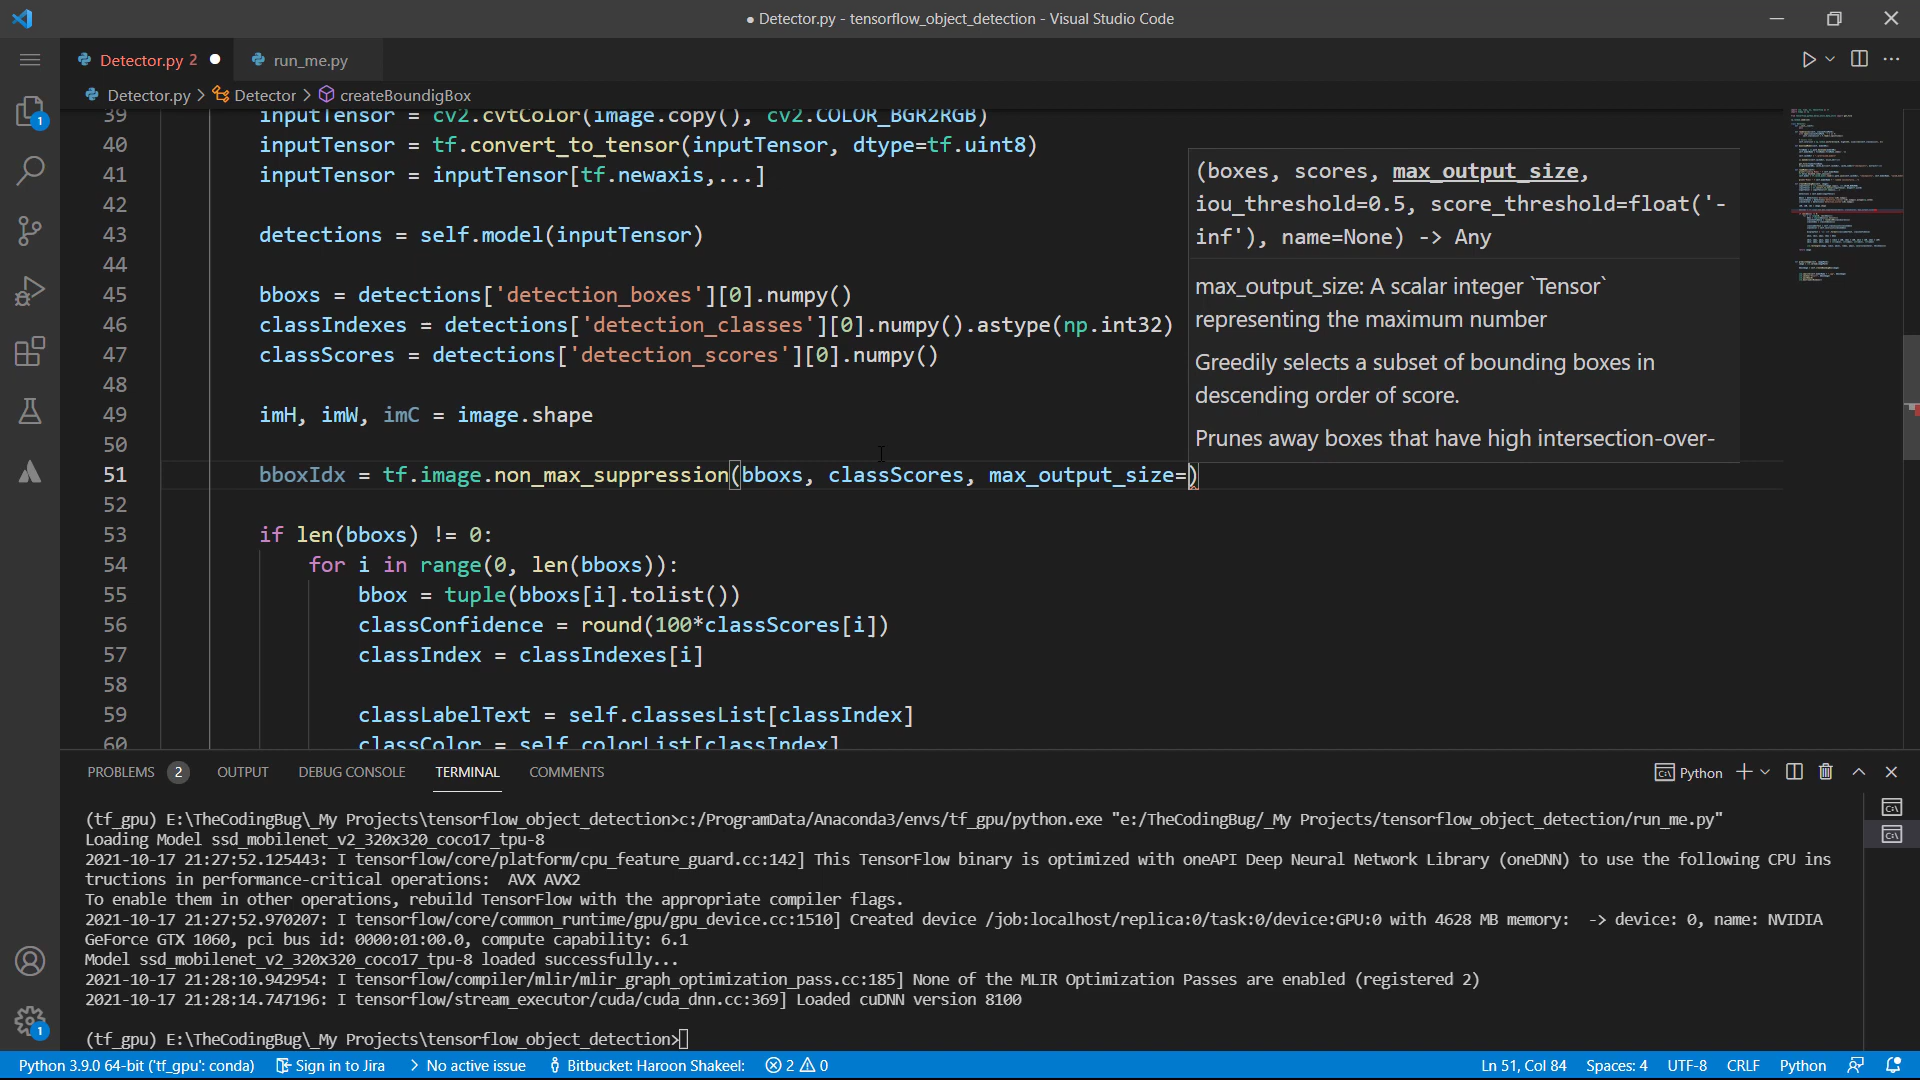 ● Detector.py - tensorflow_object_detection - Visual Studio Code
Detector.py 2 ●
run_me.py
Detector.py > Detector > createBoundigBox
39 inputTensor = cv2.cvtColor(image.copy(), cv2.COLOR_BGR2RGB)
40 inputTensor = tf.convert_to_tensor(inputTensor, dtype=tf.uint8)
41 inputTensor = inputTensor[tf.newaxis,...]
42
43 detections = self.model(inputTensor)
44
45 bboxs = detections['detection_boxes'][0].numpy()
46 classIndexes = detections['detection_classes'][0].numpy().astype(np.int32)
47 classScores = detections['detection_scores'][0].numpy()
48
49 imH, imW, imC = image.shape
50
51 bboxIdx = tf.image.non_max_suppression(bboxs, classScores, max_output_size=)
52
53 if len(bboxs) != 0:
54 for i in range(0, len(bboxs)):
55 bbox = tuple(bboxs[i].tolist())
56 classConfidence = round(100*classScores[i])
57 classIndex = classIndexes[i]
58
59 classLabelText = self.classesList[classIndex]
60 classColor = self.colorList[classIndex]
(boxes, scores, max_output_size,
iou_threshold=0.5, score_threshold=float('-
inf'), name=None) -> Any
max_output_size: A scalar integer `Tensor`
representing the maximum number
Greedily selects a subset of bounding boxes in
descending order of score.
Prunes away boxes that have high intersection-over-
PROBLEMS 2 OUTPUT DEBUG CONSOLE TERMINAL COMMENTS
Python
(tf_gpu) E:\TheCodingBug\_My Projects\tensorflow_object_detection>c:/ProgramData/Anaconda3/envs/tf_gpu/python.exe "e:/TheCodingBug/_My Projects/tensorflow_object_detection/run_me.py"
Loading Model ssd_mobilenet_v2_320x320_coco17_tpu-8
2021-10-17 21:27:52.125443: I tensorflow/core/platform/cpu_feature_guard.cc:142] This TensorFlow binary is optimized with oneAPI Deep Neural Network Library (oneDNN) to use the following CPU ins
tructions in performance-critical operations:  AVX AVX2
To enable them in other operations, rebuild TensorFlow with the appropriate compiler flags.
2021-10-17 21:27:52.970207: I tensorflow/core/common_runtime/gpu/gpu_device.cc:1510] Created device /job:localhost/replica:0/task:0/device:GPU:0 with 4628 MB memory:  -> device: 0, name: NVIDIA
GeForce GTX 1060, pci bus id: 0000:01:00.0, compute capability: 6.1
Model ssd_mobilenet_v2_320x320_coco17_tpu-8 loaded successfully...
2021-10-17 21:28:10.942954: I tensorflow/compiler/mlir/mlir_graph_optimization_pass.cc:185] None of the MLIR Optimization Passes are enabled (registered 2)
2021-10-17 21:28:14.747196: I tensorflow/stream_executor/cuda/cuda_dnn.cc:369] Loaded cuDNN version 8100
(tf_gpu) E:\TheCodingBug\_My Projects\tensorflow_object_detection>
1
1
Python 3.9.0 64-bit ('tf_gpu': conda) Sign in to Jira > No active issue Bitbucket: Haroon Shakeel: 2 0 Ln 51, Col 84 Spaces: 4 UTF-8 CRLF Python